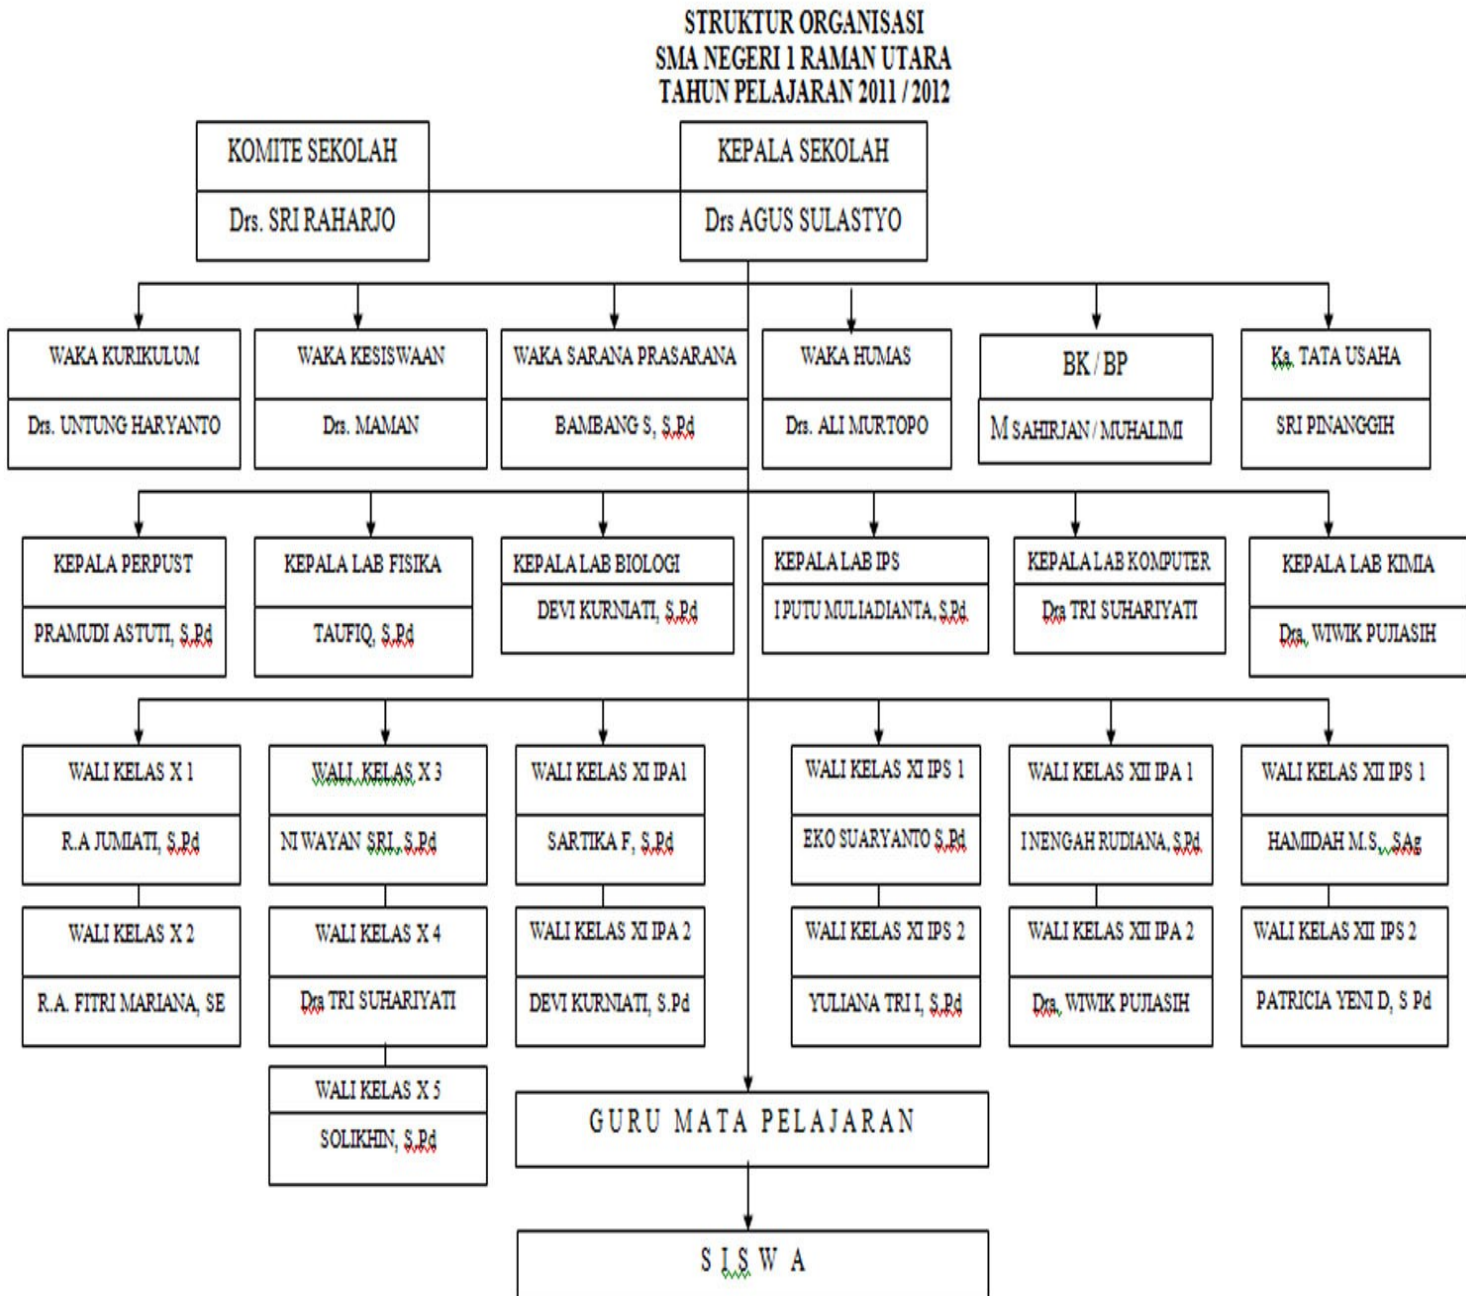 STRUKTUR ORGANISASI
SMA NEGERI 1 RAMAN UTARA
TAHUN PELAJARAN 2011 / 2012
KOMITE SEKOLAH
Drs. SRI RAHARJO
KEPALA SEKOLAH
Drs AGUS SULASTYO
WAKA KURIKULUM
Drs. UNTUNG HARYANTO
WAKA KESISWAAN
Drs. MAMAN
WAKA SARANA PRASARANA
BAMBANG S, S.Pd
WAKA HUMAS
Drs. ALI MURTOPO
BK / BP
M SAHIRJAN / MUHALIMI
Ka. TATA USAHA
SRI PINANGGIH
KEPALA PERPUST
PRAMUDI ASTUTI, S.Pd
KEPALA LAB FISIKA
TAUFIQ, S.Pd
KEPALA LAB BIOLOGI
DEVI KURNIATI, S.Pd
KEPALA LAB IPS
I PUTU MULIADIANTA, S.Pd
KEPALA LAB KOMPUTER
Dra TRI SUHARIYATI
KEPALA LAB KIMIA
Dra. WIWIK PUJIASIH
WALI KELAS X 1
R.A JUMIATI, S.Pd
WALI KELAS X 2
R.A. FITRI MARIANA, SE
WALI KELAS X 3
NI WAYAN SRI, S.Pd
WALI KELAS X 4
Dra TRI SUHARIYATI
WALI KELAS X 5
SOLIKHIN, S.Pd
WALI KELAS XI IPA1
SARTIKA F, S.Pd
WALI KELAS XI IPA 2
DEVI KURNIATI, S.Pd
WALI KELAS XI IPS 1
EKO SUARYANTO S.Pd
WALI KELAS XI IPS 2
YULIANA TRI I, S.Pd
WALI KELAS XII IPA 1
I NENGAH RUDIANA, S.Pd
WALI KELAS XII IPA 2
Dra. WIWIK PUJIASIH
WALI KELAS XII IPS 1
HAMIDAH M.S, SAg
WALI KELAS XII IPS 2
PATRICIA YENI D, S Pd
GURU MATA PELAJARAN
S I S W A